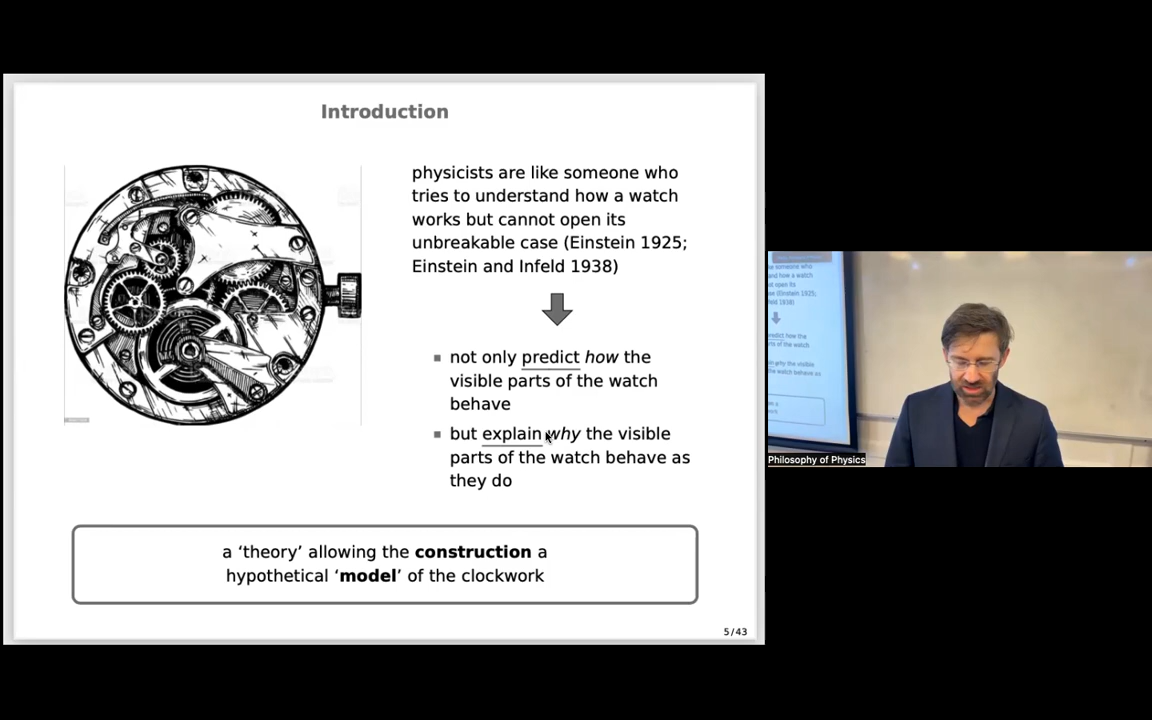 Introduction
physicists are like someone who
tries to understand how a watch
works but cannot open its
unbreakable case (Einstein 1925;
Einstein and Infeld 1938)
■ not only predict how the
visible parts of the watch
behave
■ but explain why the visible
parts of the watch behave as
they do
a ‘theory’ allowing the construction a
hypothetical ‘model’ of the clockwork
5/43
Philosophy of Physics